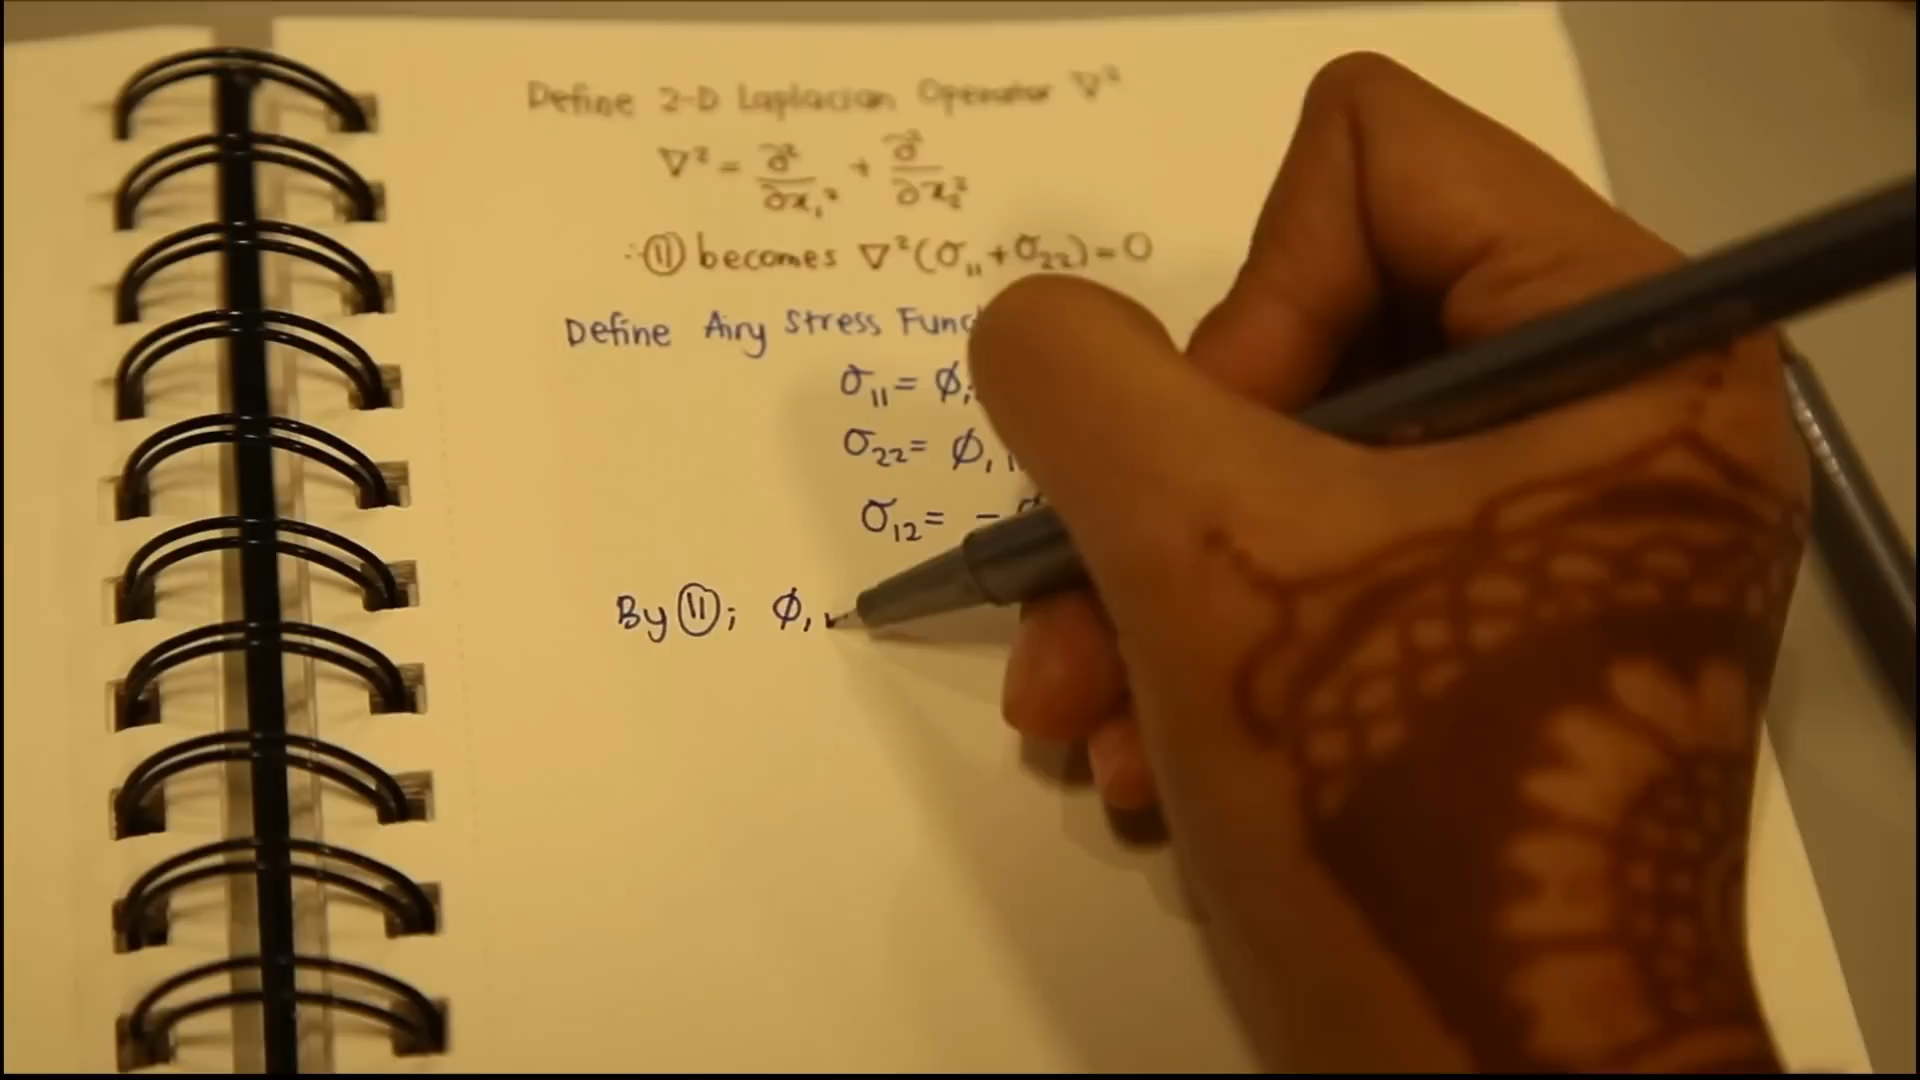 Define 2-D Laplacian Operator ∇²
∇² = ∂²/∂x₁² + ∂²/∂x₂²
∴ ⑪ becomes ∇²(σ₁₁+σ₂₂)=0
Define Airy Stress Func
σ₁₁ = φ,
σ₂₂ = φ,₁
σ₁₂ = -
By ⑪; φ,